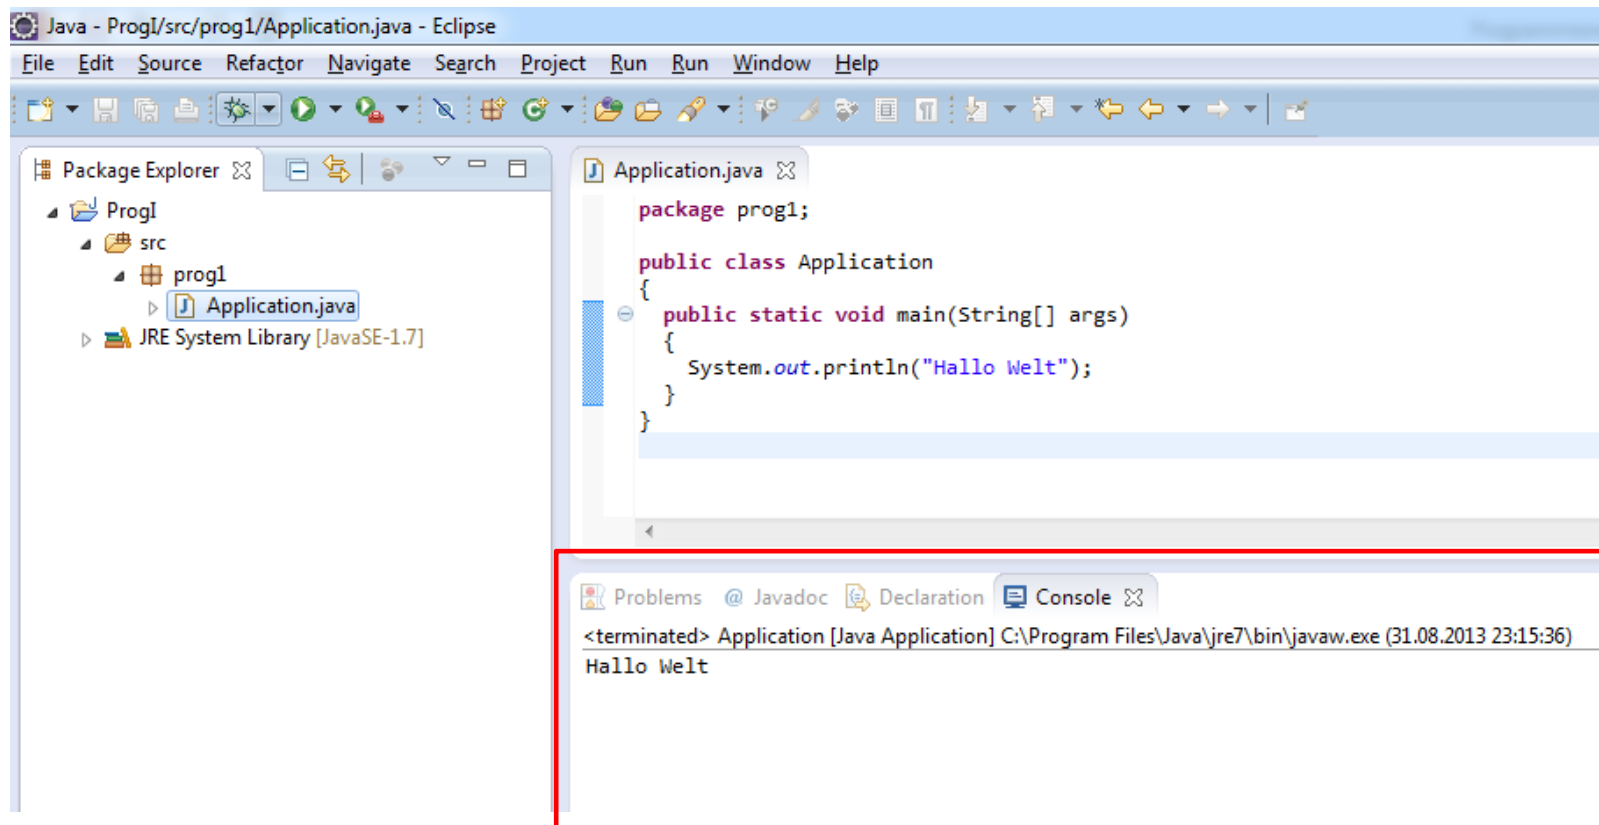 Java - ProgI/src/prog1/Application.java - Eclipse
File Edit Source Refactor Navigate Search Project Run Run Window Help
Package Explorer
ProgI
src
prog1
Application.java
JRE System Library [JavaSE-1.7]
Application.java
package prog1;
public class Application
{
public static void main(String[] args)
{
System.out.println("Hallo Welt");
}
}
Problems @ Javadoc Declaration Console
<terminated> Application [Java Application] C:\Program Files\Java\jre7\bin\javaw.exe (31.08.2013 23:15:36)
Hallo Welt